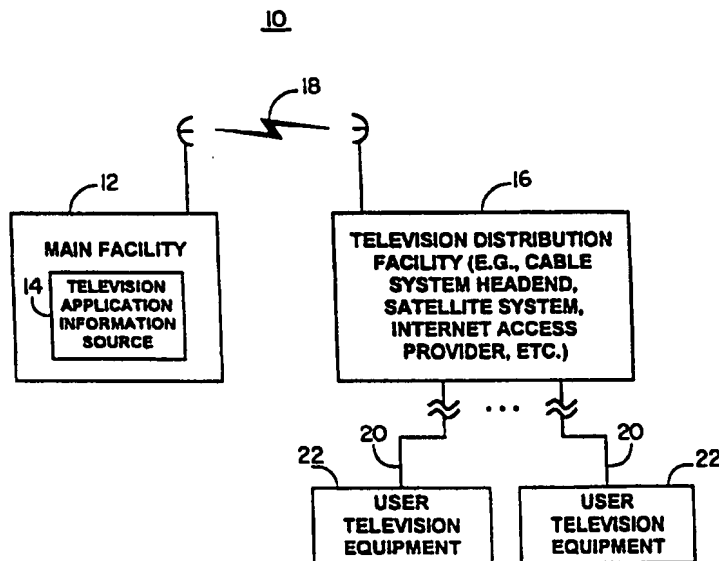 10
18
12
16
MAIN FACILITY
14
TELEVISION
APPLICATION
INFORMATION
SOURCE
TELEVISION DISTRIBUTION
FACILITY (E.G., CABLE
SYSTEM HEADEND,
SATELLITE SYSTEM,
INTERNET ACCESS
PROVIDER, ETC.)
...
20
20
22
22
USER
TELEVISION
EQUIPMENT
USER
TELEVISION
EQUIPMENT